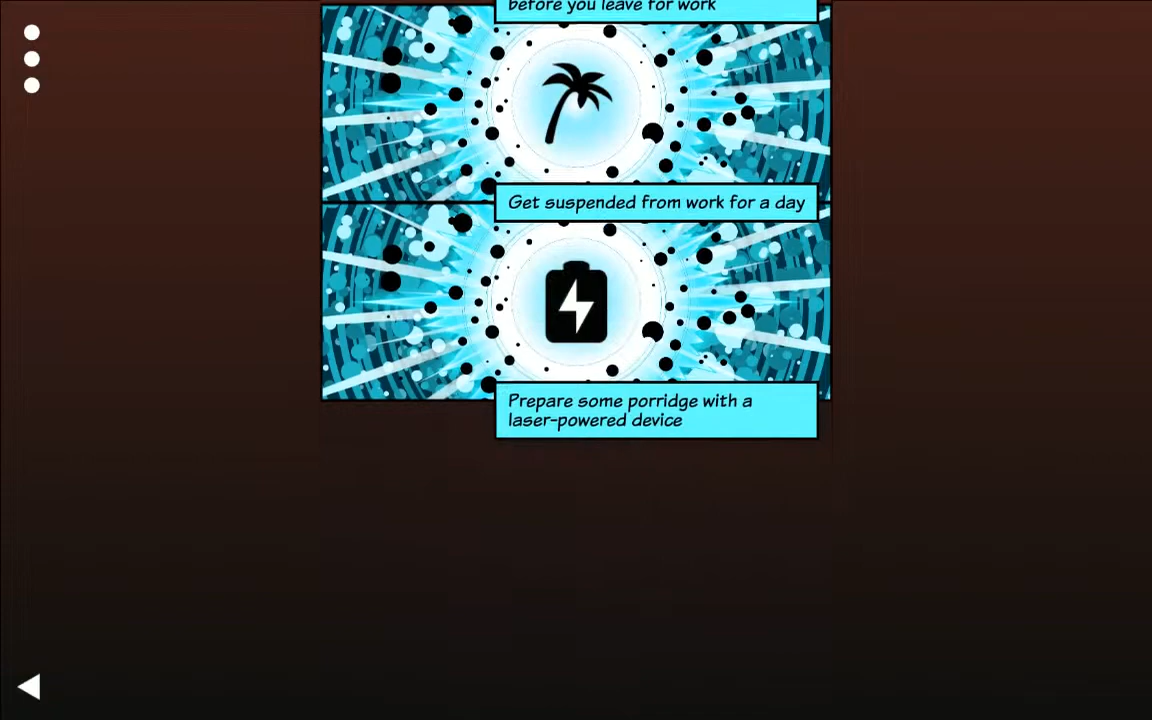 before you leave for work
Get suspended from work for a day
Prepare some porridge with a
laser-powered device